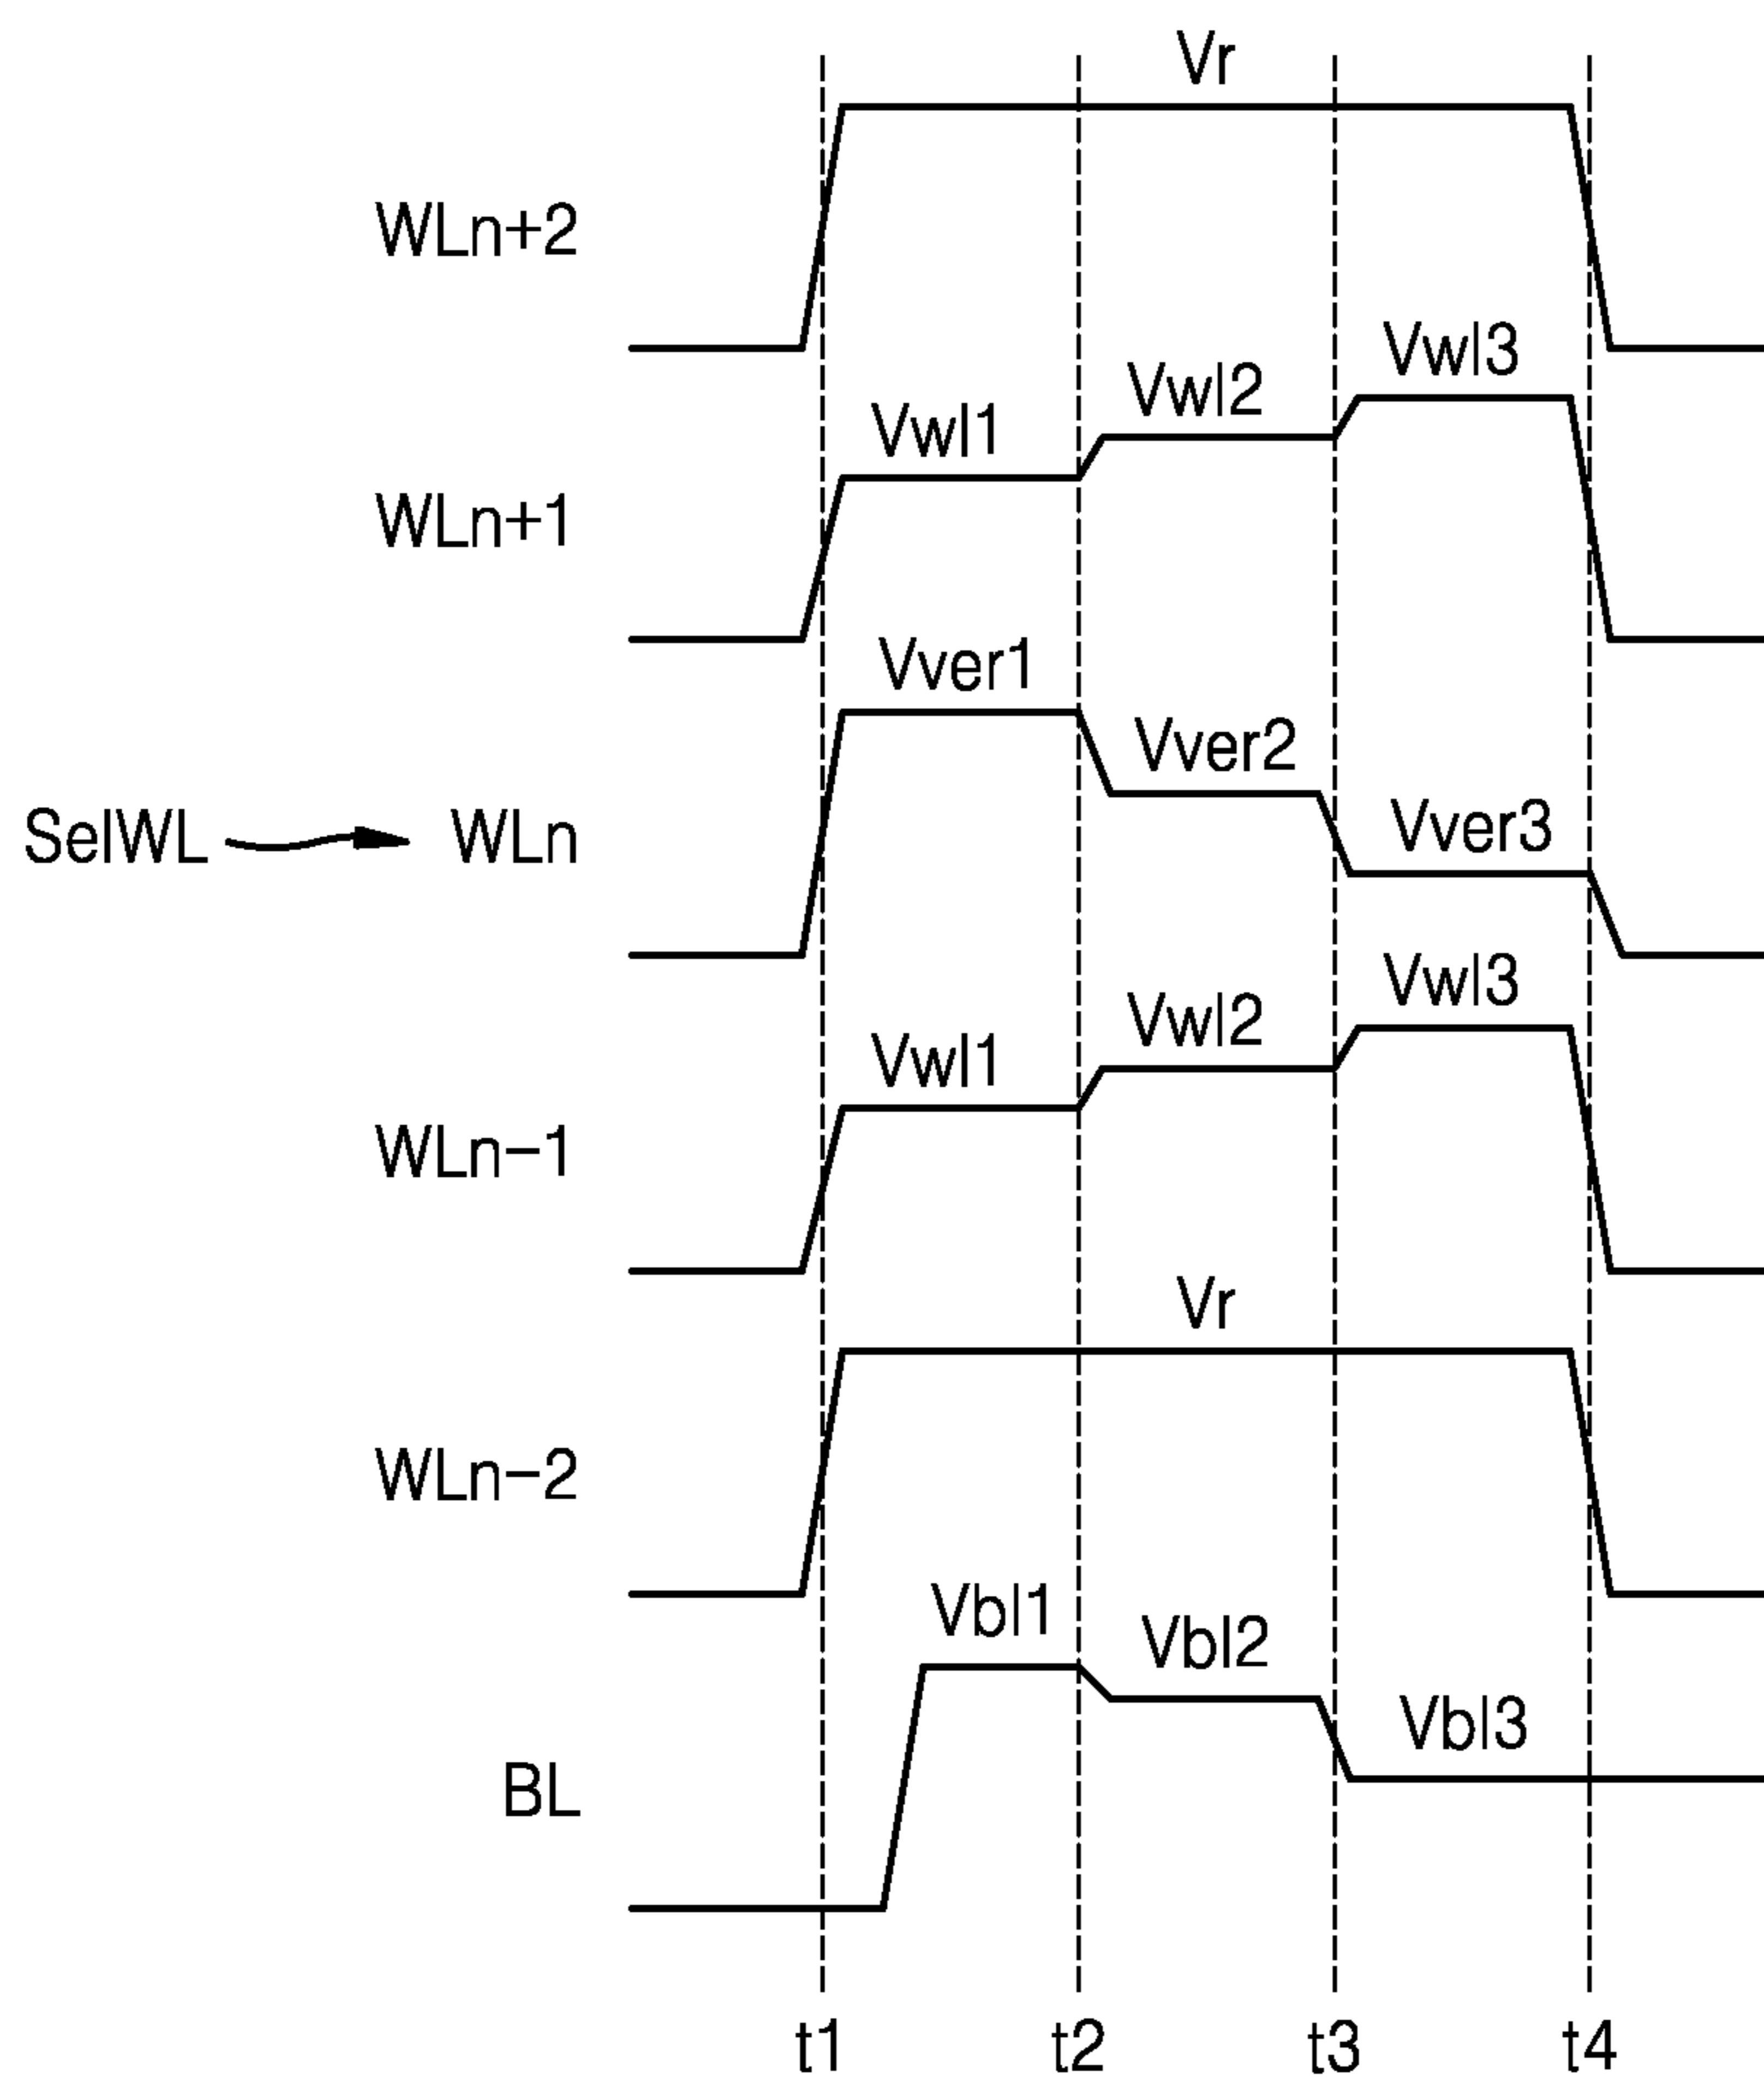 Vr
WLn+2
Vwl1 Vwl2 Vwl3
WLn+1
Vver1 Vver2 Vver3
SelWL WLn
Vwl1 Vwl2 Vwl3
WLn-1
Vr
WLn-2
Vbl1 Vbl2 Vbl3
BL
t1 t2 t3 t4